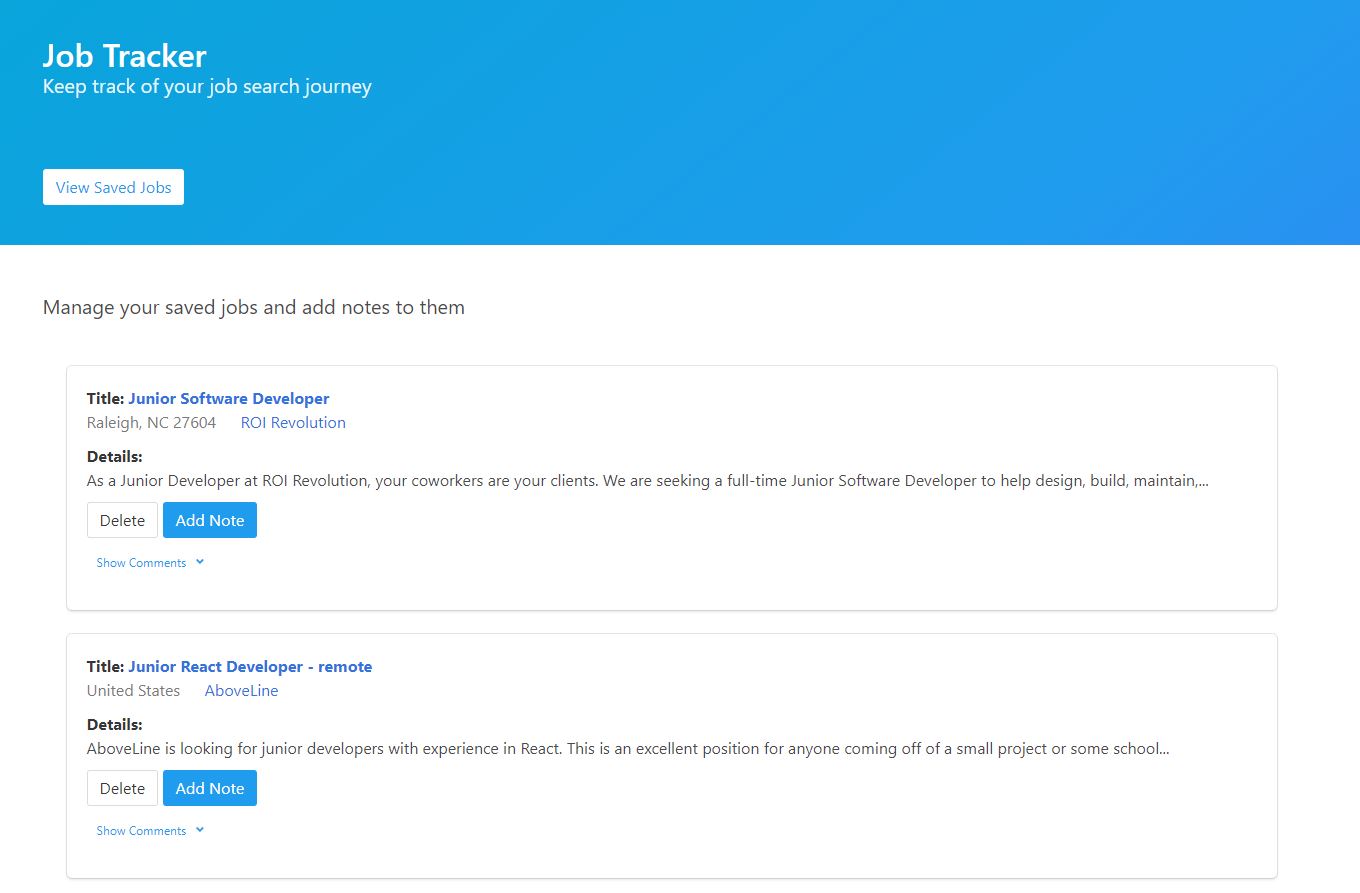 Job Tracker
Keep track of your job search journey
View Saved Jobs
Manage your saved jobs and add notes to them
Title: Junior Software Developer
Raleigh, NC 27604 ROI Revolution
Details:
As a Junior Developer at ROI Revolution, your coworkers are your clients. We are seeking a full-time Junior Software Developer to help design, build, maintain,...
Delete Add Note
Show Comments
Title: Junior React Developer - remote
United States AboveLine
Details:
AboveLine is looking for junior developers with experience in React. This is an excellent position for anyone coming off of a small project or some school...
Delete Add Note
Show Comments